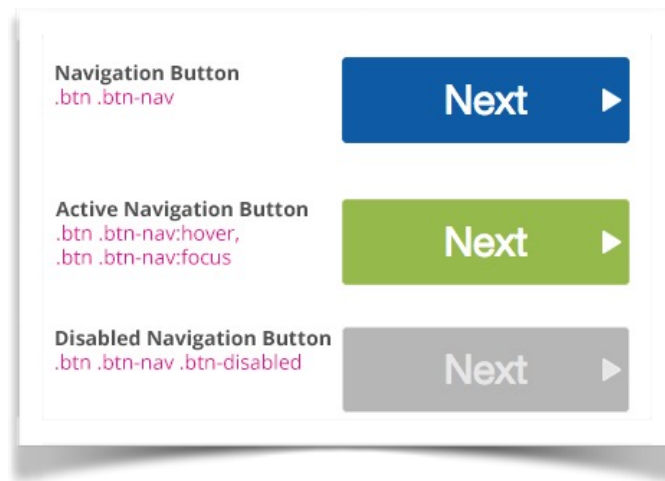 Navigation Button
.btn .btn-nav
Next
Active Navigation Button
.btn .btn-nav:hover,
.btn .btn-nav:focus
Next
Disabled Navigation Button
.btn .btn-nav .btn-disabled
Next